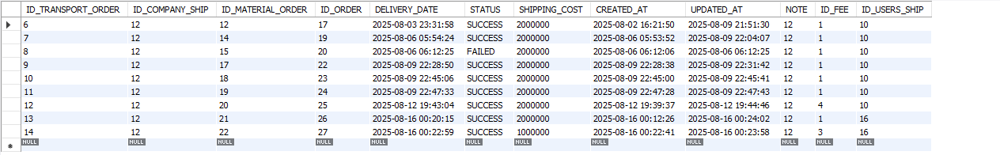 ID_TRANSPORT_ORDER ID_COMPANY_SHIP ID_MATERIAL_ORDER ID_ORDER DELIVERY_DATE STATUS SHIPPING_COST CREATED_AT UPDATED_AT NOTE ID_FEE ID_USERS_SHIP
6 12 12 17 2025-08-03 23:31:58 SUCCESS 2000000 2025-08-02 16:21:50 2025-08-09 21:51:30 12 1 10
7 12 14 19 2025-08-06 05:54:24 SUCCESS 2000000 2025-08-06 05:53:52 2025-08-09 22:04:07 12 1 10
8 12 15 20 2025-08-06 06:12:25 FAILED 2000000 2025-08-06 06:12:06 2025-08-06 06:12:25 12 1 10
9 12 17 22 2025-08-09 22:28:50 SUCCESS 2000000 2025-08-09 22:28:38 2025-08-09 22:31:42 12 1 10
10 12 18 23 2025-08-09 22:45:06 SUCCESS 2000000 2025-08-09 22:45:00 2025-08-09 22:45:41 12 1 10
11 12 19 24 2025-08-09 22:47:33 SUCCESS 2000000 2025-08-09 22:47:28 2025-08-09 22:47:43 12 1 10
12 12 20 25 2025-08-12 19:43:04 SUCCESS 2000000 2025-08-12 19:39:37 2025-08-12 19:44:46 12 4 10
13 12 21 26 2025-08-16 00:20:15 SUCCESS 2000000 2025-08-16 00:12:26 2025-08-16 00:24:02 12 1 16
14 12 22 27 2025-08-16 00:22:59 SUCCESS 1000000 2025-08-16 00:22:41 2025-08-16 00:23:58 12 3 16
NULL NULL NULL NULL NULL NULL NULL NULL NULL NULL NULL NULL